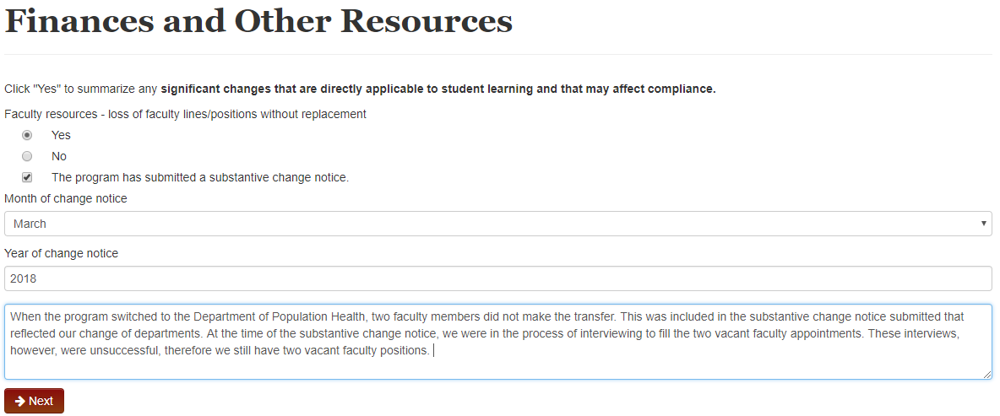 Finances and Other Resources
Click "Yes" to summarize any significant changes that are directly applicable to student learning and that may affect compliance.
Faculty resources - loss of faculty lines/positions without replacement
Yes
No
The program has submitted a substantive change notice.
Month of change notice
March
Year of change notice
2018
When the program switched to the Department of Population Health, two faculty members did not make the transfer. This was included in the substantive change notice submitted that
reflected our change of departments. At the time of the substantive change notice, we were in the process of interviewing to fill the two vacant faculty appointments. These interviews,
however, were unsuccessful, therefore we still have two vacant faculty positions.
Next